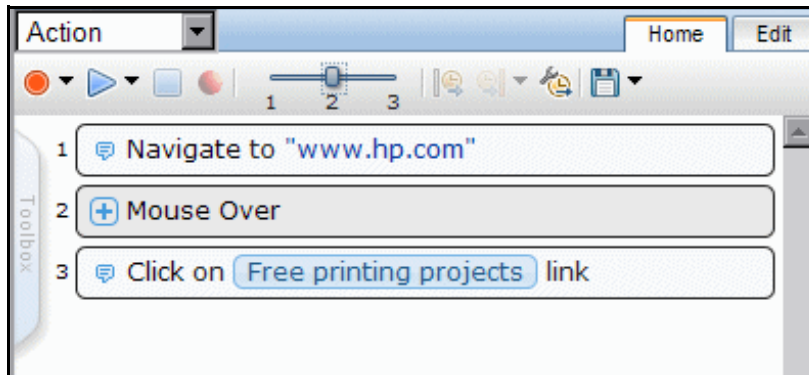 Action
Home
Edit
1 2 3
1 Navigate to "www.hp.com"
2 Mouse Over
3 Click on Free printing projects link
Toolbox